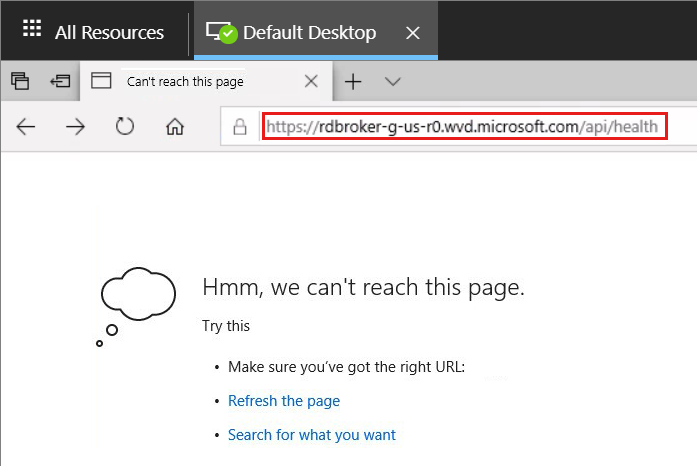 All Resources
Default Desktop
Can't reach this page
https://rdbroker-g-us-r0.wvd.microsoft.com/api/health
Hmm, we can't reach this page.
Try this
• Make sure you've got the right URL:
• Refresh the page
• Search for what you want